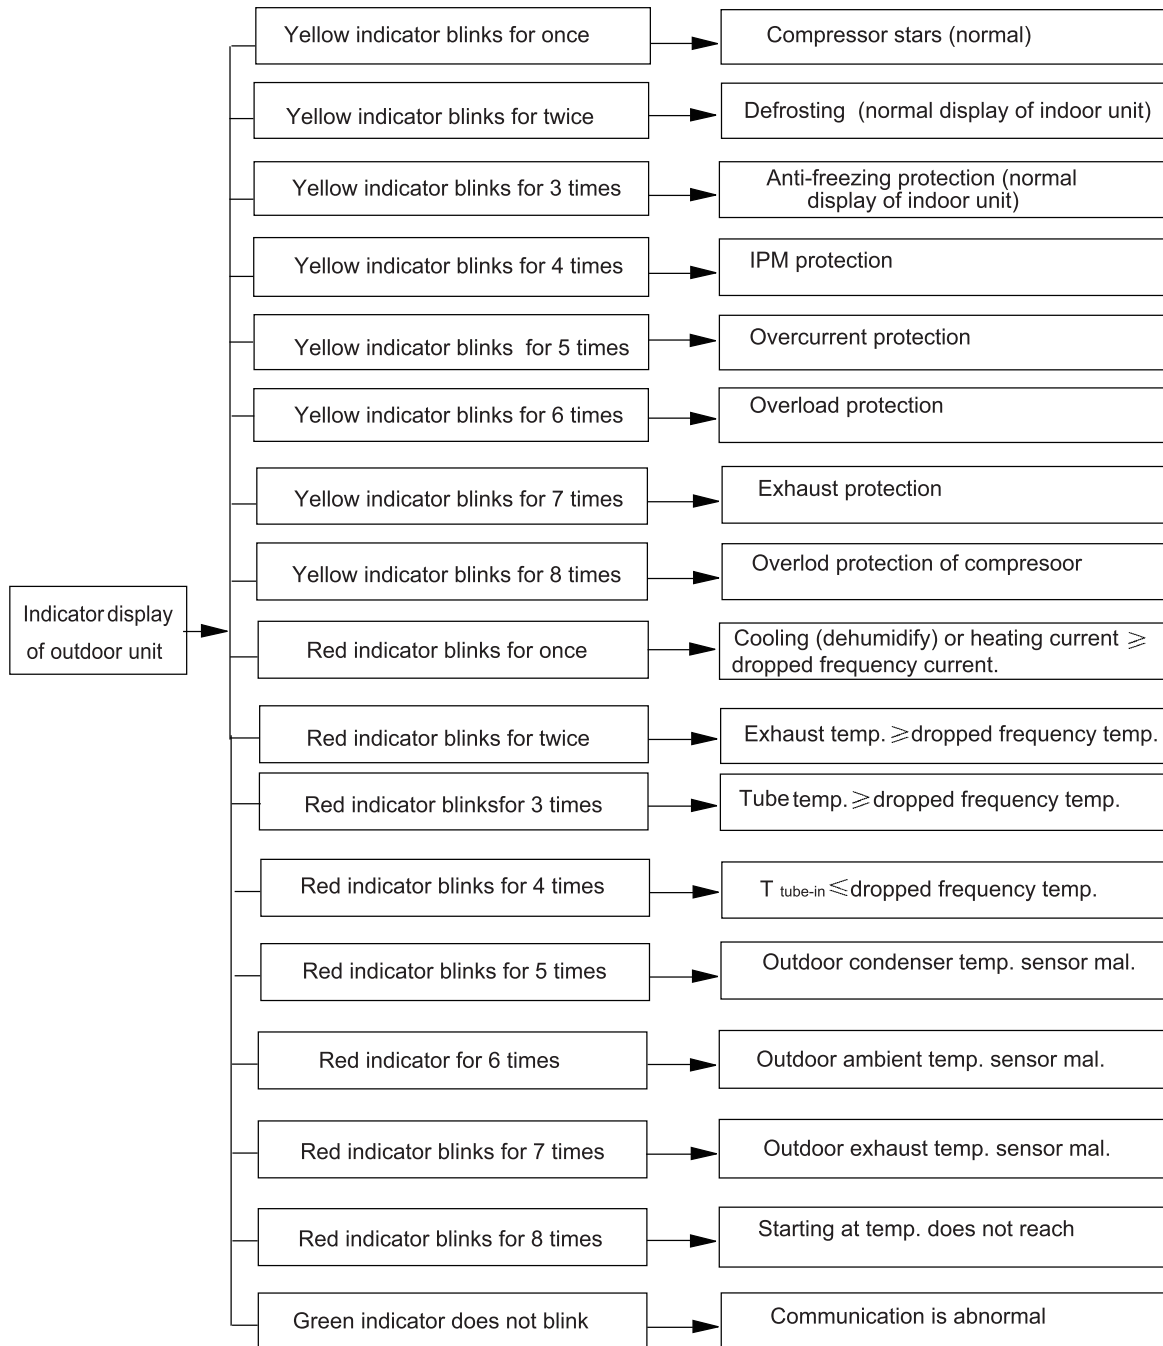 Yellow indicator blinks for once
Compressor stars (normal)
Yellow indicator blinks for twice
Defrosting (normal display of indoor unit)
Yellow indicator blinks for 3 times
Anti-freezing protection (normal
display of indoor unit)
Yellow indicator blinks for 4 times
IPM protection
Yellow indicator blinks for 5 times
Overcurrent protection
Yellow indicator blinks for 6 times
Overload protection
Yellow indicator blinks for 7 times
Exhaust protection
Yellow indicator blinks for 8 times
Overlod protection of compresoor
Indicator display
of outdoor unit
Red indicator blinks for once
Cooling (dehumidify) or heating current ⩾
dropped frequency current.
Red indicator blinks for twice
Exhaust temp. ⩾dropped frequency temp.
Red indicator blinksfor 3 times
Tube temp. ⩾dropped frequency temp.
Red indicator blinks for 4 times
T tube-in ⩽dropped frequency temp.
Red indicator blinks for 5 times
Outdoor condenser temp. sensor mal.
Red indicator for 6 times
Outdoor ambient temp. sensor mal.
Red indicator blinks for 7 times
Outdoor exhaust temp. sensor mal.
Red indicator blinks for 8 times
Starting at temp. does not reach
Green indicator does not blink
Communication is abnormal